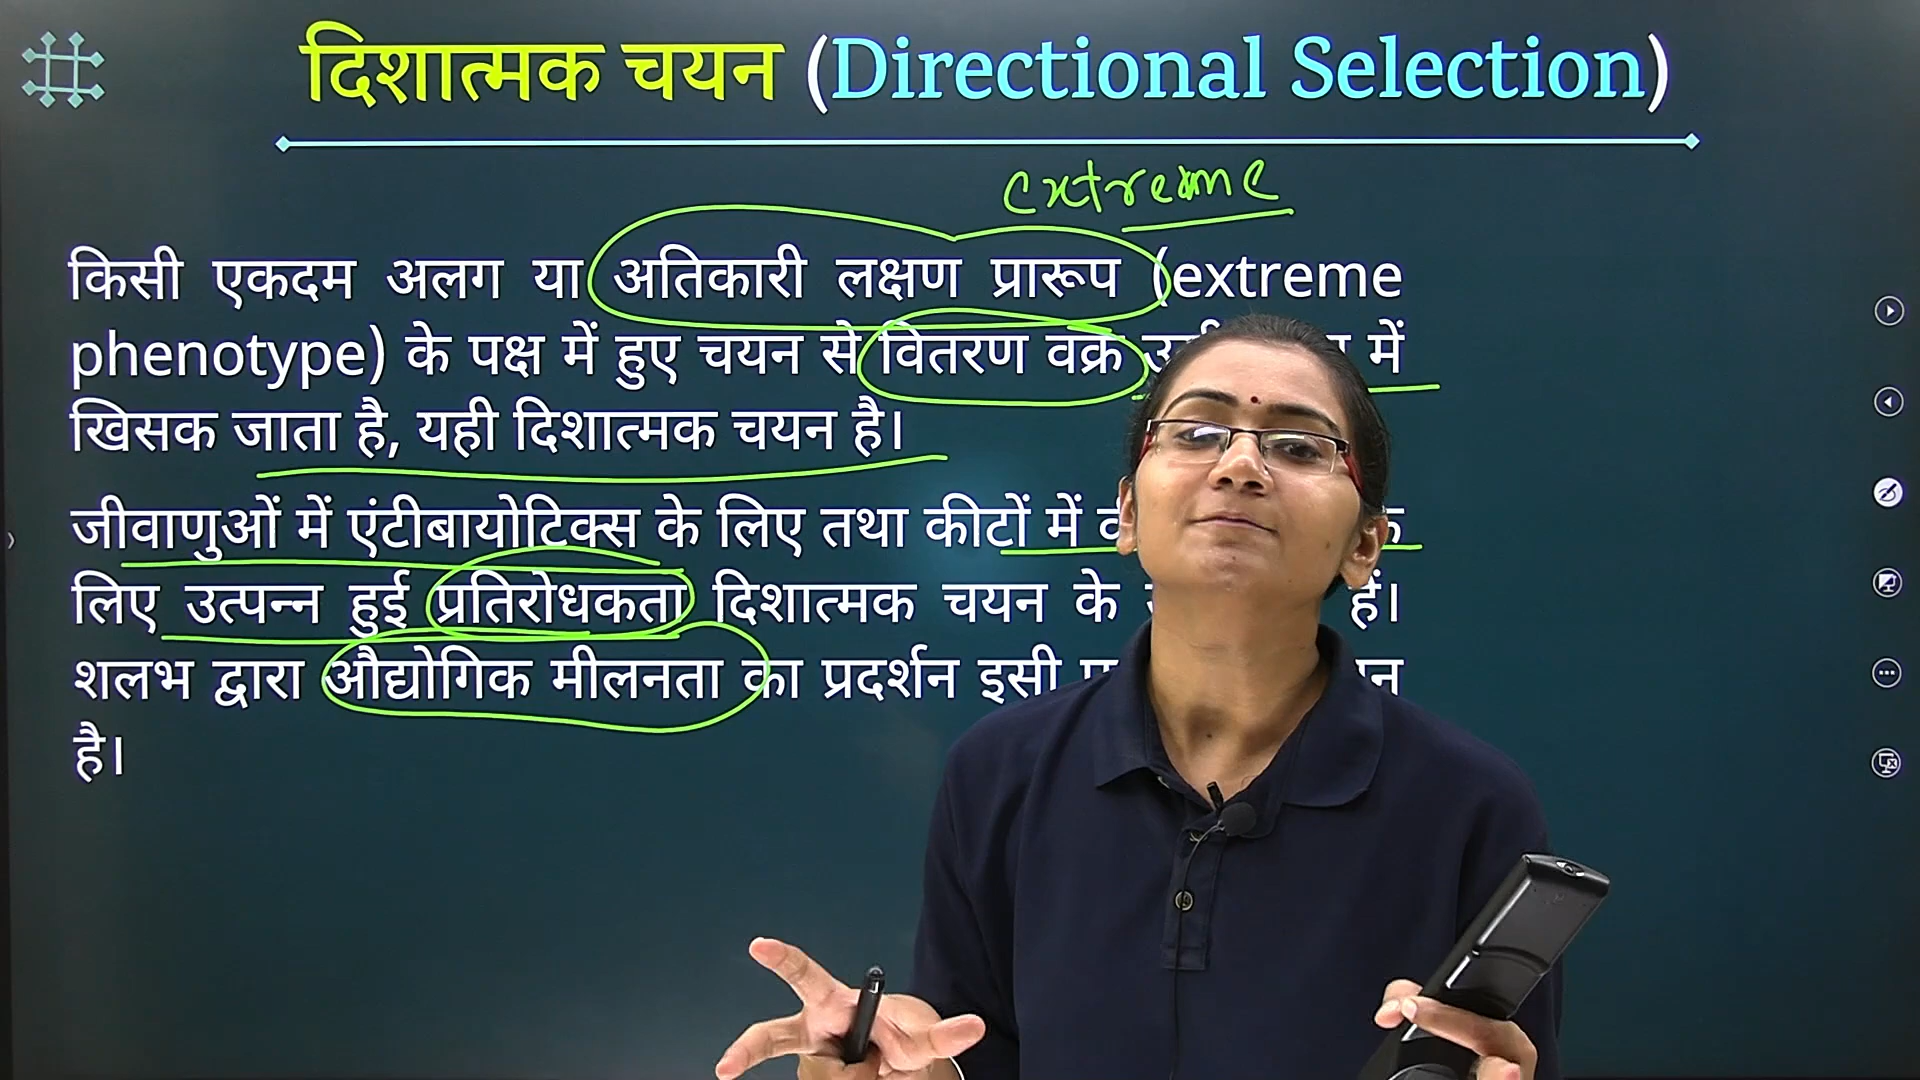 दिशात्मक चयन (Directional Selection)
extreme
किसी एकदम अलग या अतिकारी लक्षण प्रारूप (extreme
phenotype) के पक्ष में हुए चयन से वितरण वक्र में
खिसक जाता है, यही दिशात्मक चयन है।
जीवाणुओं में एंटीबायोटिक्स के लिए तथा कीटों में
लिए उत्पन्न हुई प्रतिरोधकता दिशात्मक चयन के हैं।
शलभ द्वारा औद्योगिक मीलनता का प्रदर्शन इसी
है।